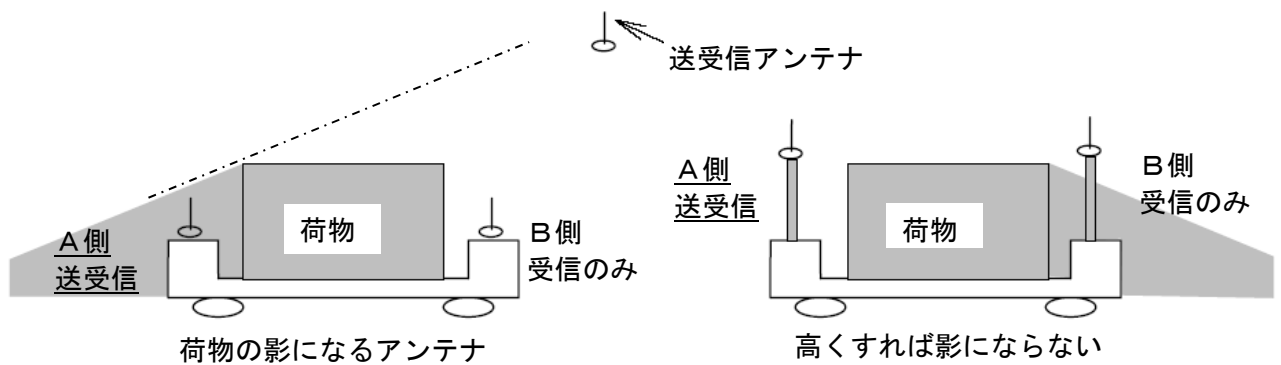 送受信アンテナ
Ａ側
送受信
荷物
Ｂ側
受信のみ
荷物の影になるアンテナ
Ａ側
送受信
荷物
Ｂ側
受信のみ
高くすれば影にならない